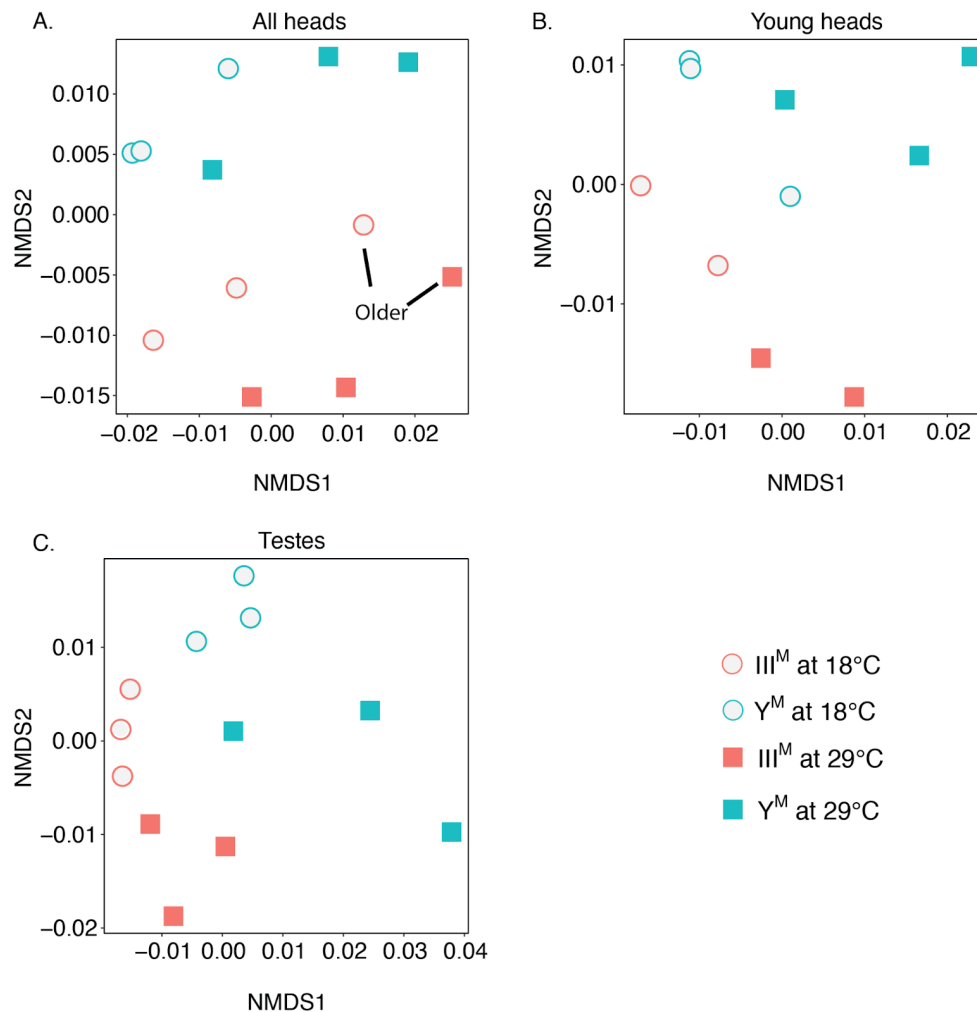 A.
All heads
NMDS2
0.010
0.005
0.000
−0.005
−0.010
−0.015
Older
−0.02 −0.01 0.00 0.01 0.02
NMDS1
B.
Young heads
NMDS2
0.01
0.00
−0.01
−0.01 0.00 0.01 0.02
NMDS1
C.
Testes
NMDS2
0.01
0.00
−0.01
−0.02
−0.01 0.00 0.01 0.02 0.03 0.04
NMDS1
III^M at 18°C
Y^M at 18°C
III^M at 29°C
Y^M at 29°C